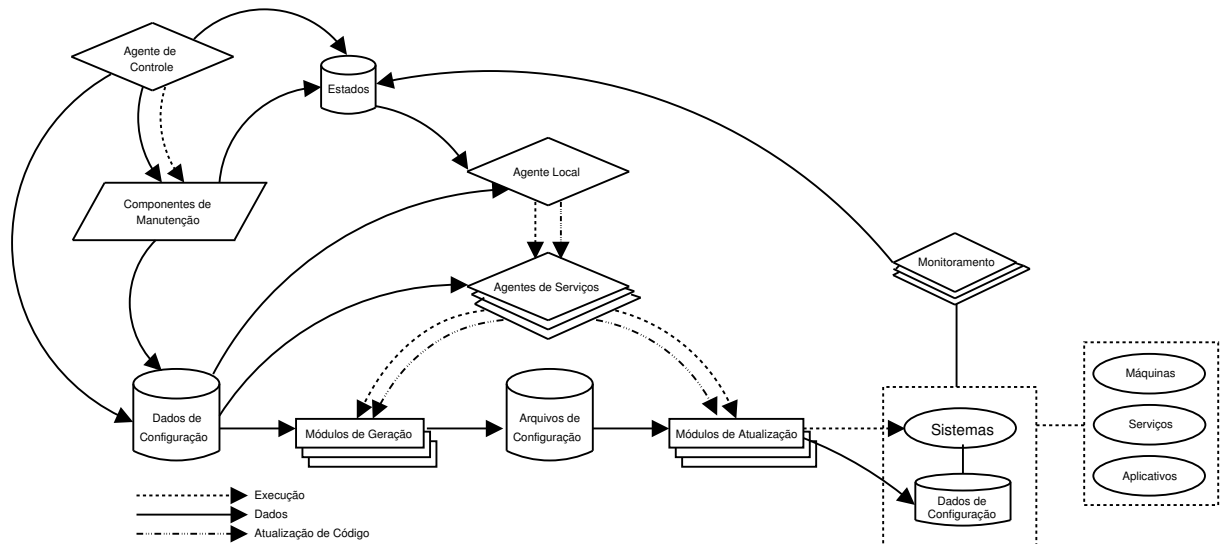 Agente de
Controle
Estados
Agente Local
Componentes de
Manutenção
Monitoramento
Agentes de Serviços
Máquinas
Dados de
Configuração
Módulos de Geração
Arquivos de
Configuração
Módulos de Atualização
Sistemas
Serviços
Aplicativos
Dados de
Configuração
Execução
Dados
Atualização de Código